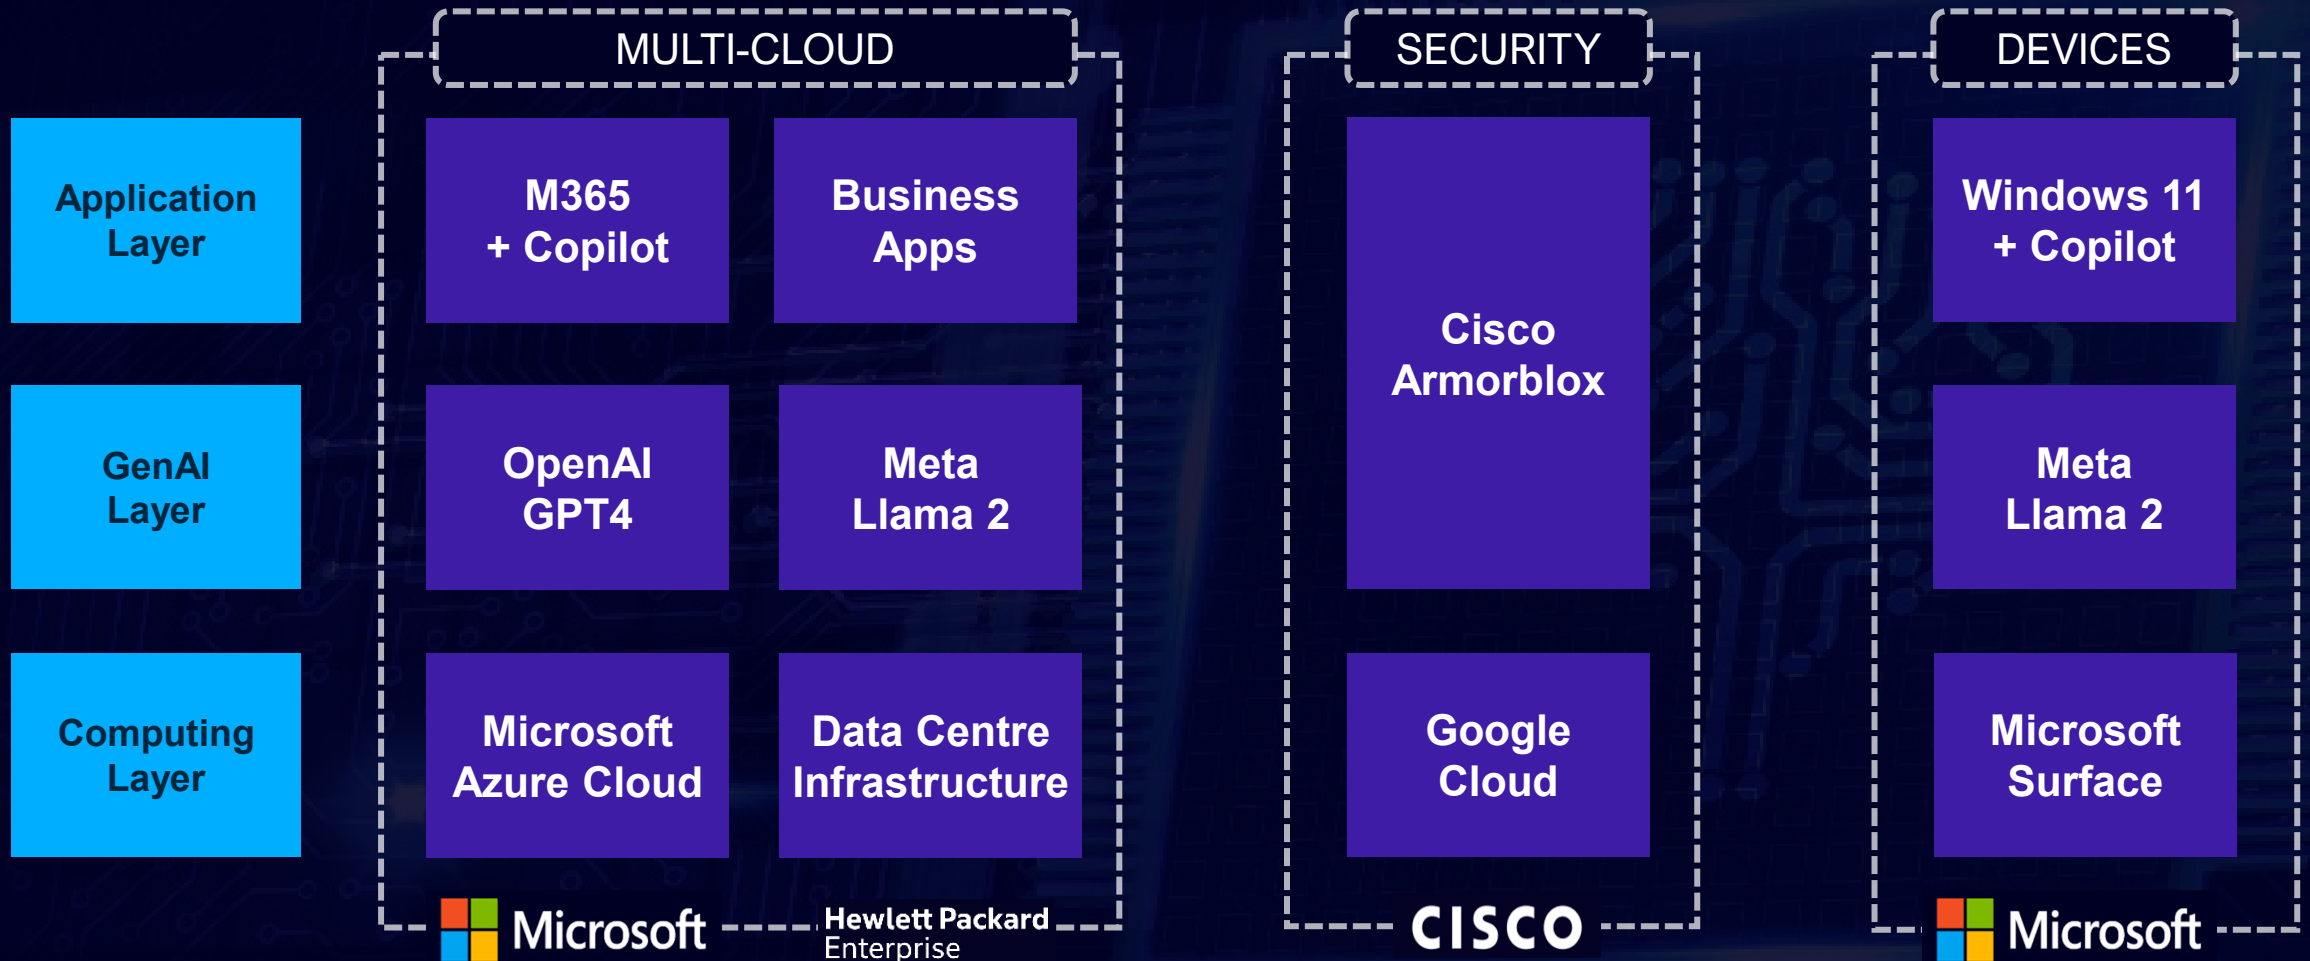 MULTI-CLOUD
SECURITY
DEVICES
Application
Layer
M365
+ Copilot
Business
Apps
Cisco
Armorblox
Windows 11
+ Copilot
GenAI
Layer
OpenAI
GPT4
Meta
Llama 2
Meta
Llama 2
Computing
Layer
Microsoft
Azure Cloud
Data Centre
Infrastructure
Google
Cloud
Microsoft
Surface
Microsoft
Hewlett Packard
Enterprise
CISCO
Microsoft